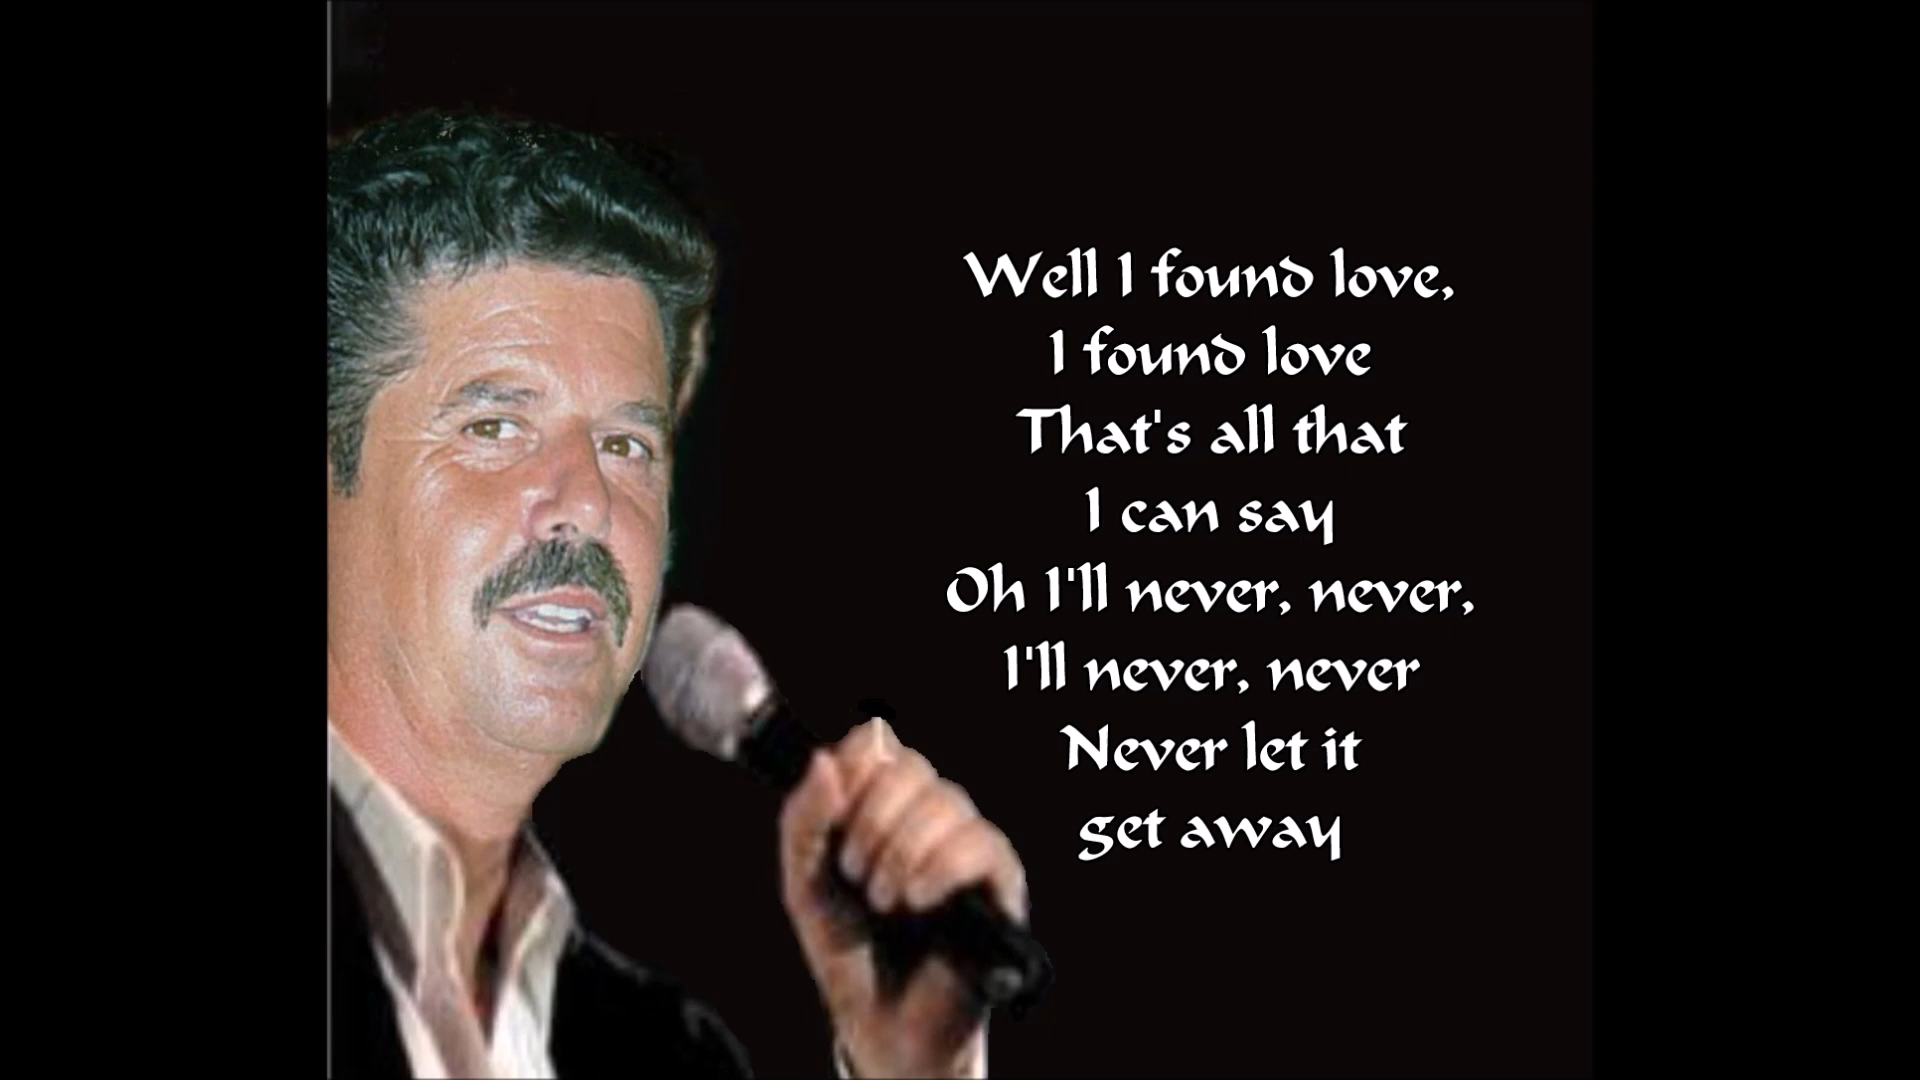 Well I found love,
I found love
That's all that
I can say
Oh I'll never, never,
I'll never, never
Never let it
get away